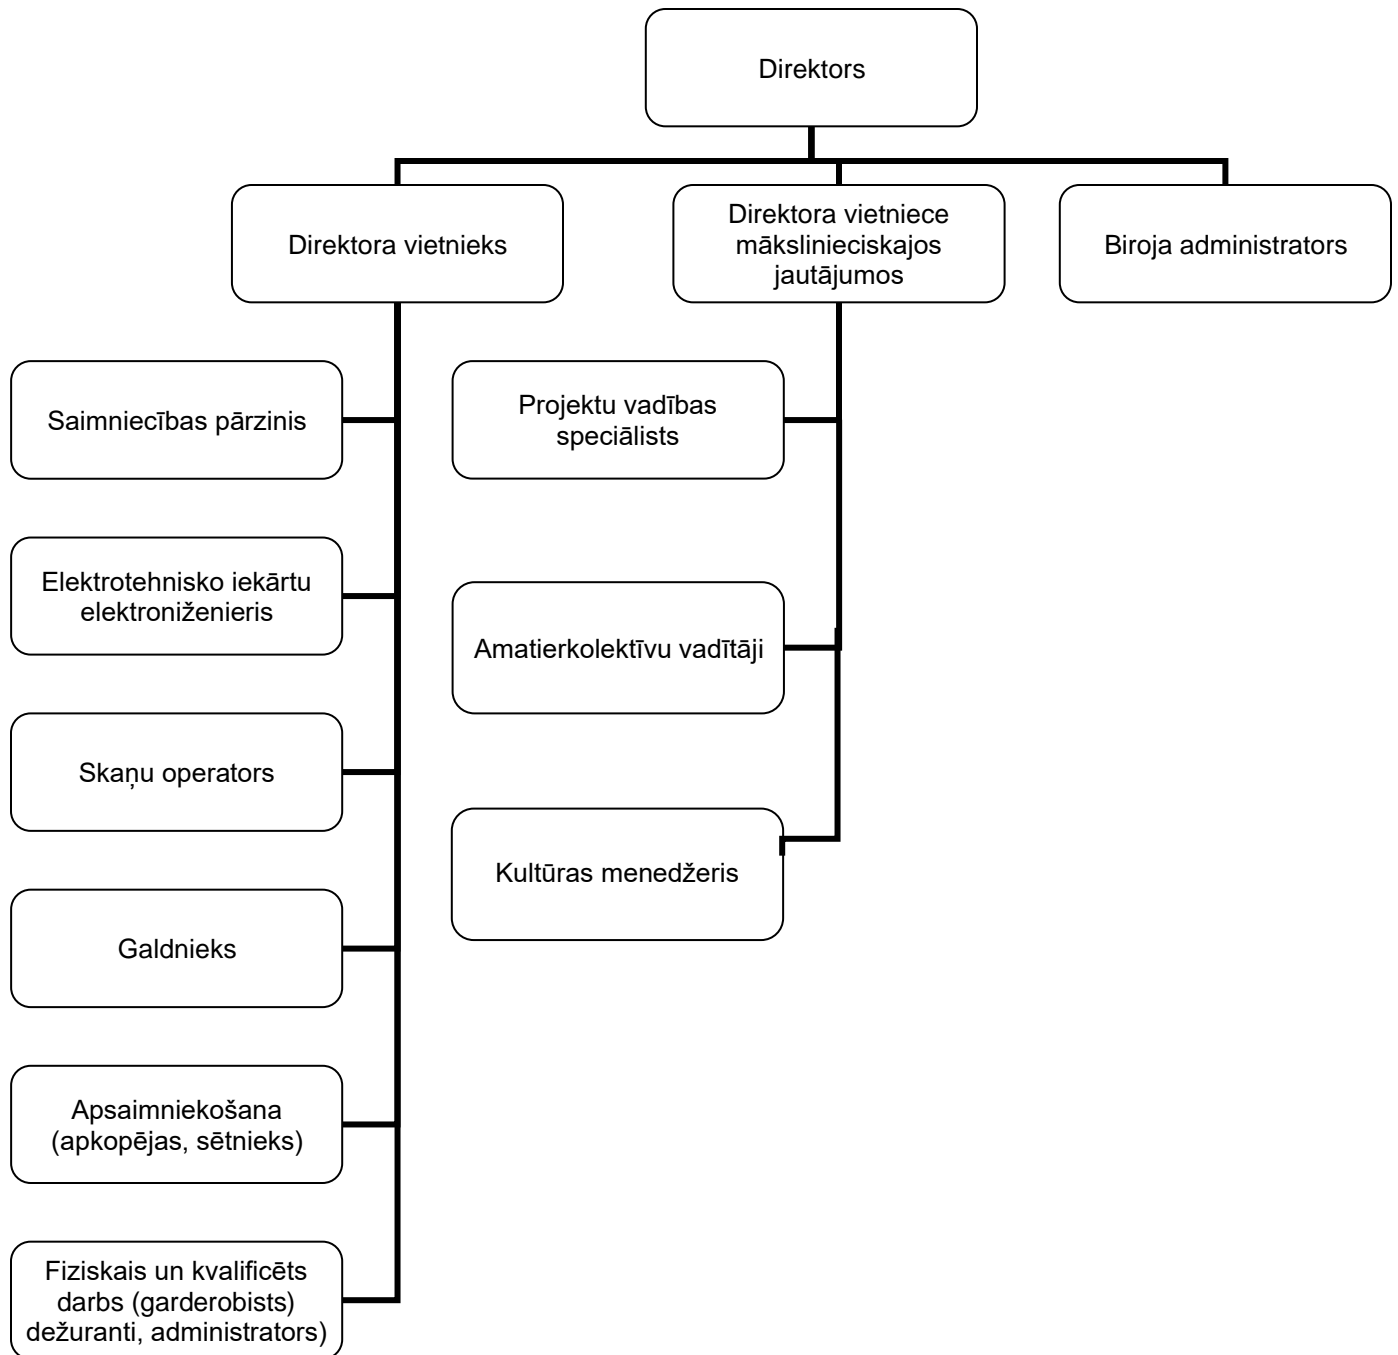 Direktors
Direktora vietnieks
Direktora vietniece
mākslinieciskajos
jautājumos
Biroja administrators
Saimniecības pārzinis
Projektu vadības
speciālists
Elektrotehnisko iekārtu
elektroniženieris
Amatierkolektīvu vadītāji
Skaņu operators
Kultūras menedžeris
Galdnieks
Apsaimniekošana
(apkopējas, sētnieks)
Fiziskais un kvalificēts
darbs (garderobists)
dežuranti, administrators)